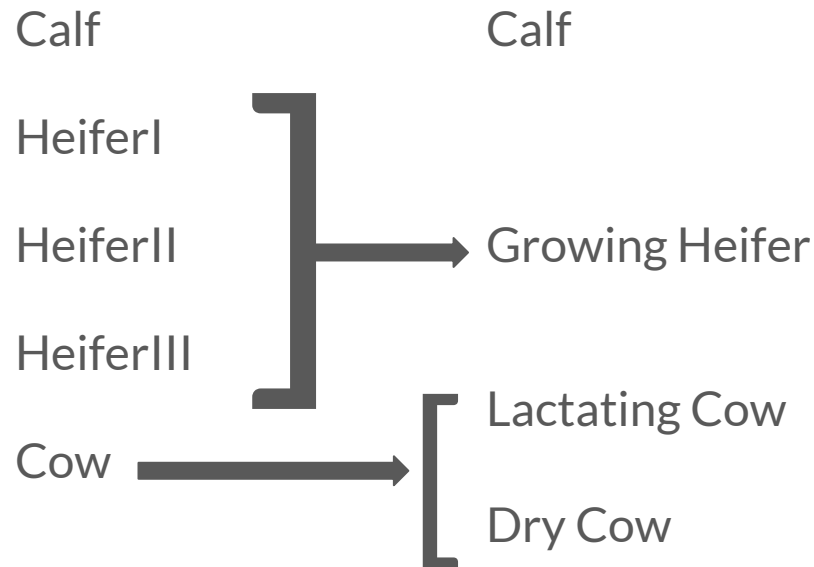 Calf
HeiferI
HeiferII
HeiferIII
Cow
Calf
Growing Heifer
Lactating Cow
Dry Cow